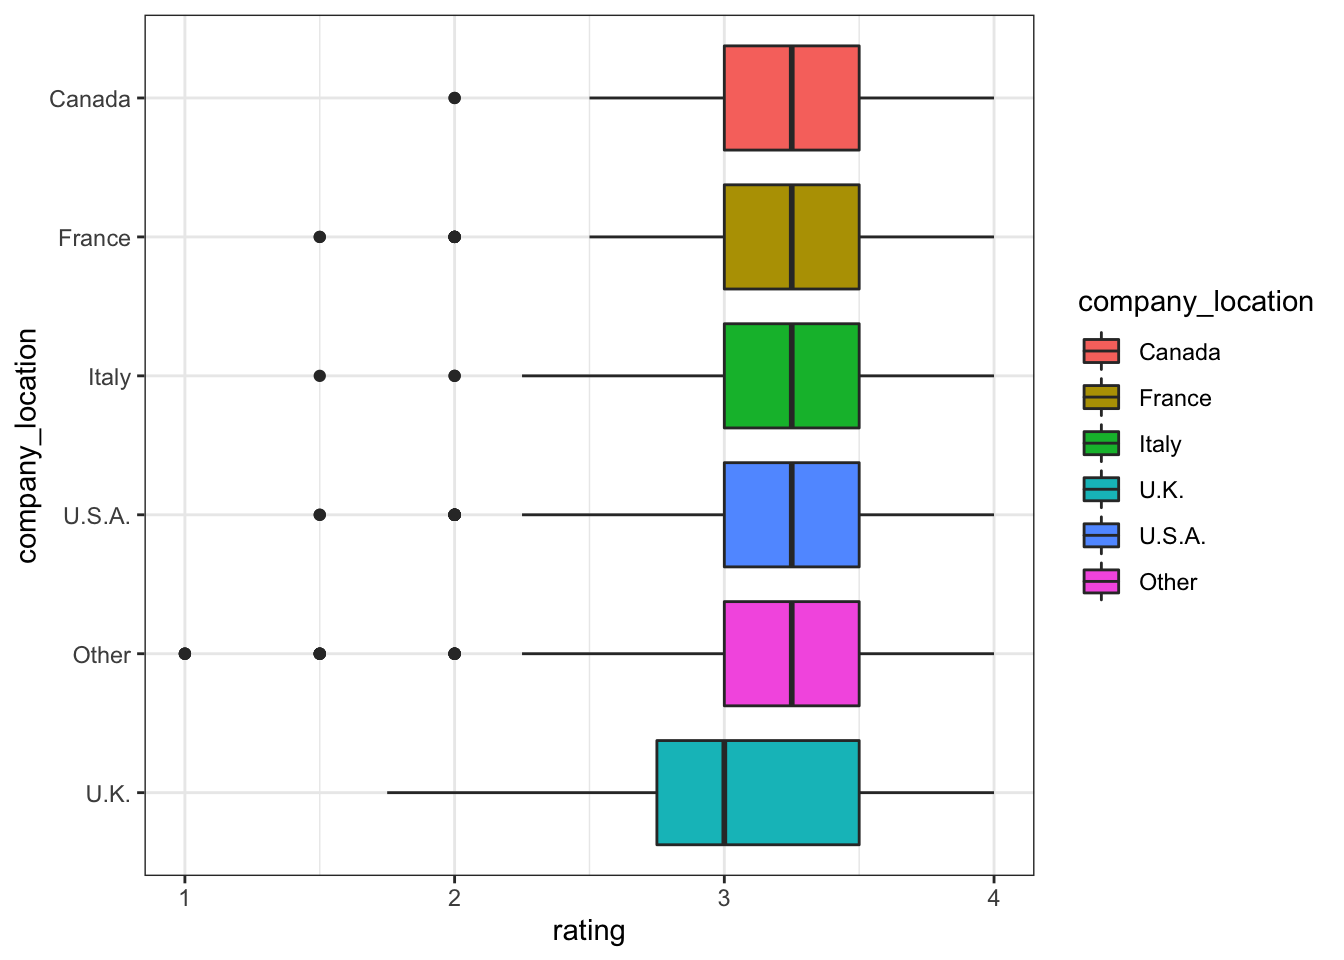 company_location
Canada
France
Italy
U.S.A.
Other
U.K.
1 2 3 4
rating
company_location
Canada
France
Italy
U.K.
U.S.A.
Other